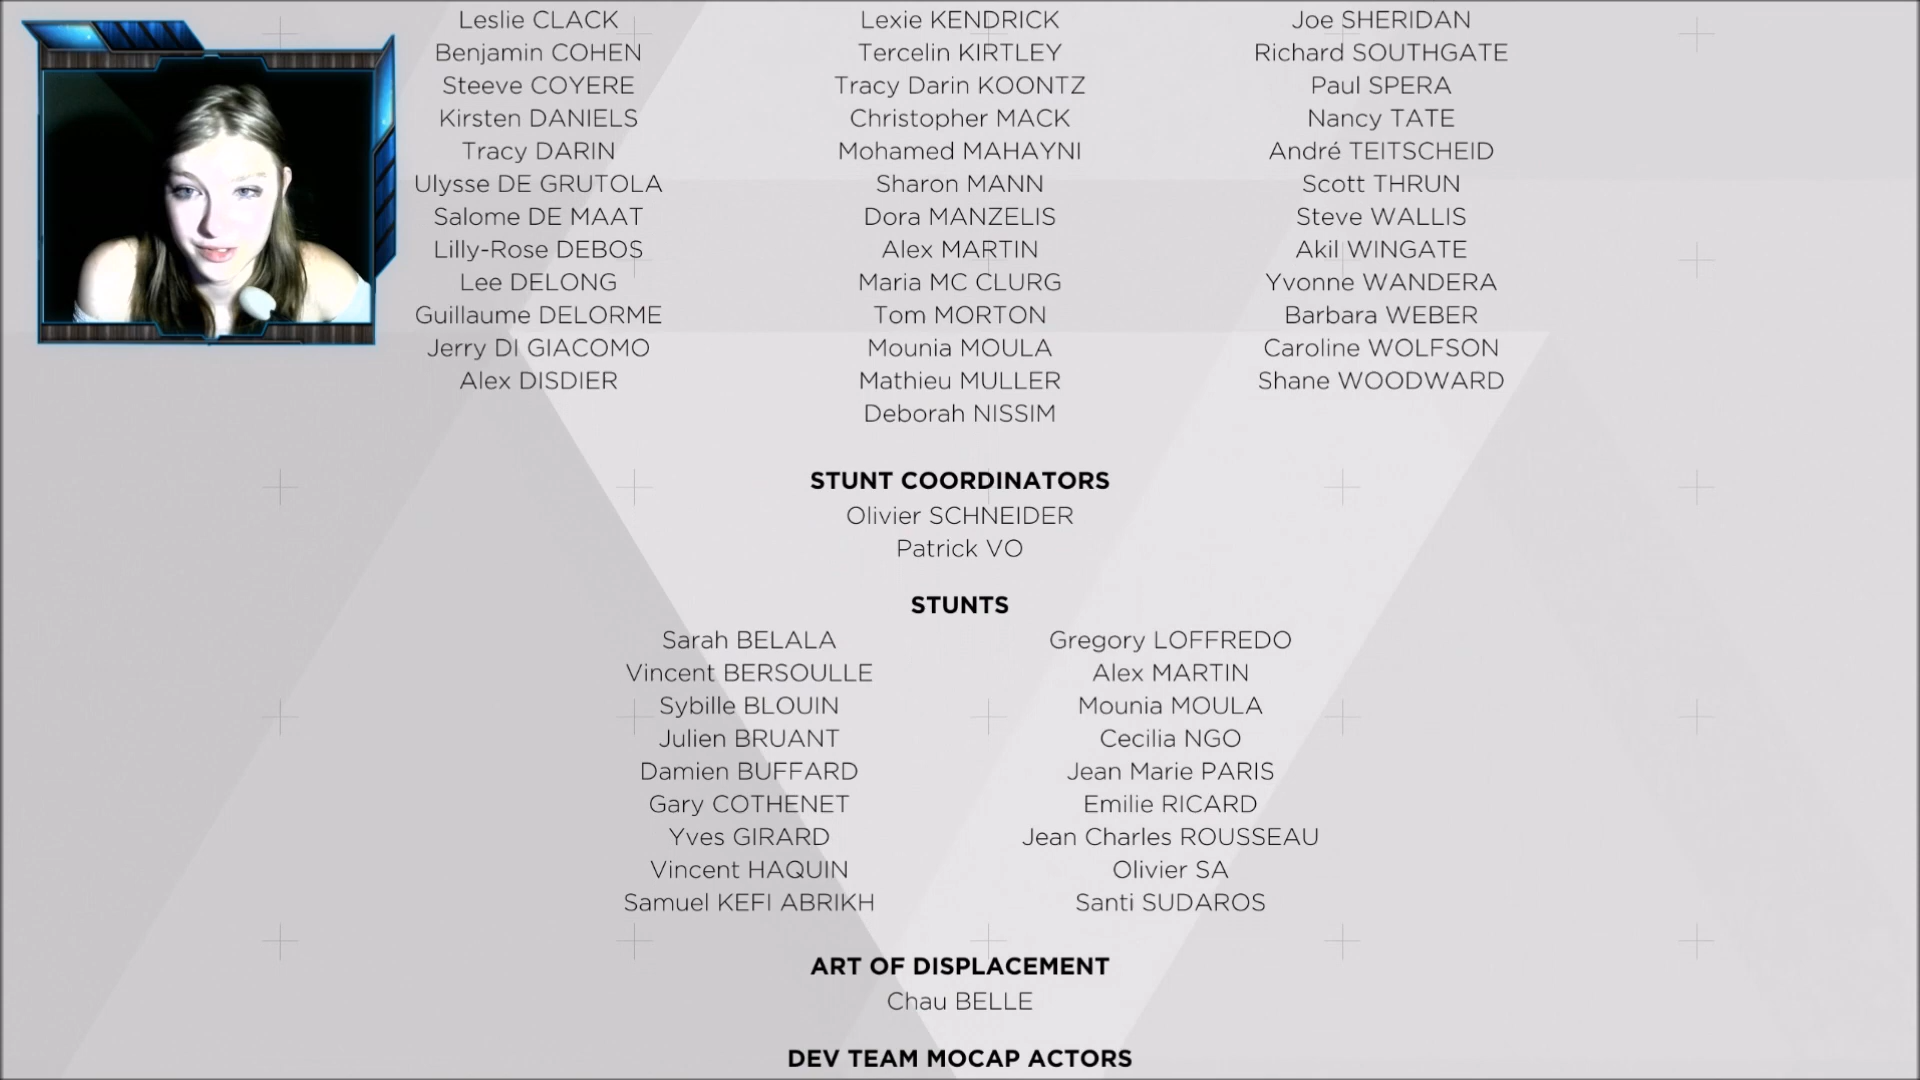 Leslie CLACK
Benjamin COHEN
Steeve COYERE
Kirsten DANIELS
Tracy DARIN
Ulysse DE GRUTOLA
Salome DE MAAT
Lilly-Rose DEBOS
Lee DELONG
Guillaume DELORME
Jerry DI GIACOMO
Alex DISDIER
Lexie KENDRICK
Tercelin KIRTLEY
Tracy Darin KOONTZ
Christopher MACK
Mohamed MAHAYNI
Sharon MANN
Dora MANZELIS
Alex MARTIN
Maria MC CLURG
Tom MORTON
Mounia MOULA
Mathieu MULLER
Deborah NISSIM
Joe SHERIDAN
Richard SOUTHGATE
Paul SPERA
Nancy TATE
André TEITSCHEID
Scott THRUN
Steve WALLIS
Akil WINGATE
Yvonne WANDERA
Barbara WEBER
Caroline WOLFSON
Shane WOODWARD
STUNT COORDINATORS
Olivier SCHNEIDER
Patrick VO
STUNTS
Sarah BELALA
Vincent BERSOULLE
Sybille BLOUIN
Julien BRUANT
Damien BUFFARD
Gary COTHENET
Yves GIRARD
Vincent HAQUIN
Samuel KEFI ABRIKH
Gregory LOFFREDO
Alex MARTIN
Mounia MOULA
Cecilia NGO
Jean Marie PARIS
Emilie RICARD
Jean Charles ROUSSEAU
Olivier SA
Santi SUDAROS
ART OF DISPLACEMENT
Chau BELLE
DEV TEAM MOCAP ACTORS